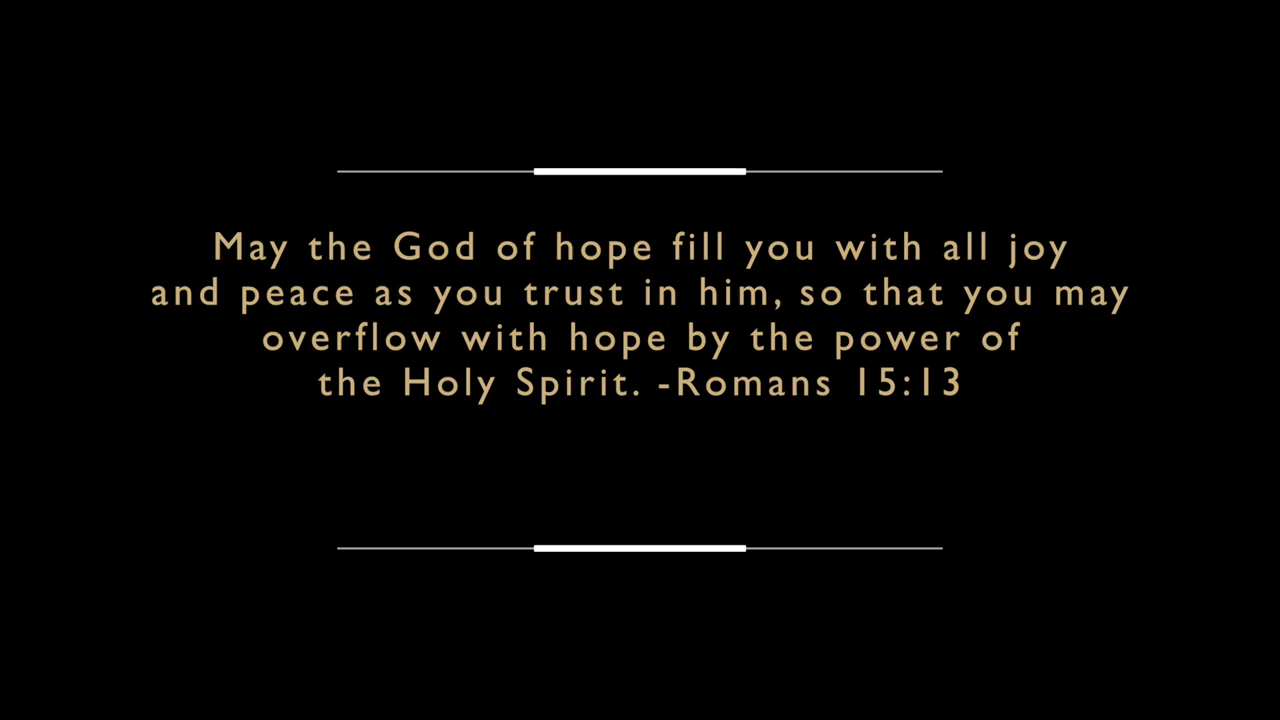 May the God of hope fill you with all joy
and peace as you trust in him, so that you may
overflow with hope by the power of
the Holy Spirit. -Romans 15:13